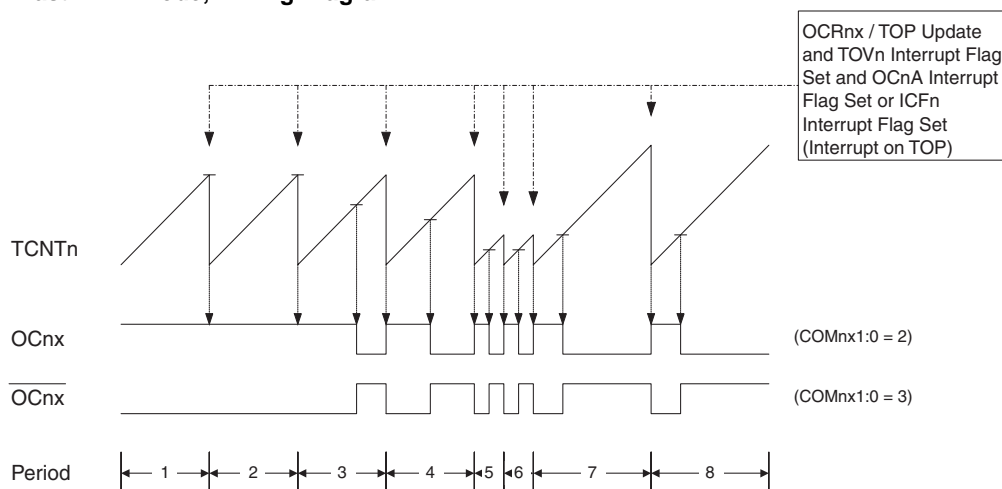 OCRnx / TOP Update
and TOVn Interrupt Flag
Set and OCnA Interrupt
Flag Set or ICFn
Interrupt Flag Set
(Interrupt on TOP)
TCNTn
OCnx
(COMnx1:0 = 2)
OCnx
(COMnx1:0 = 3)
Period
1 2 3 4 5 6 7 8